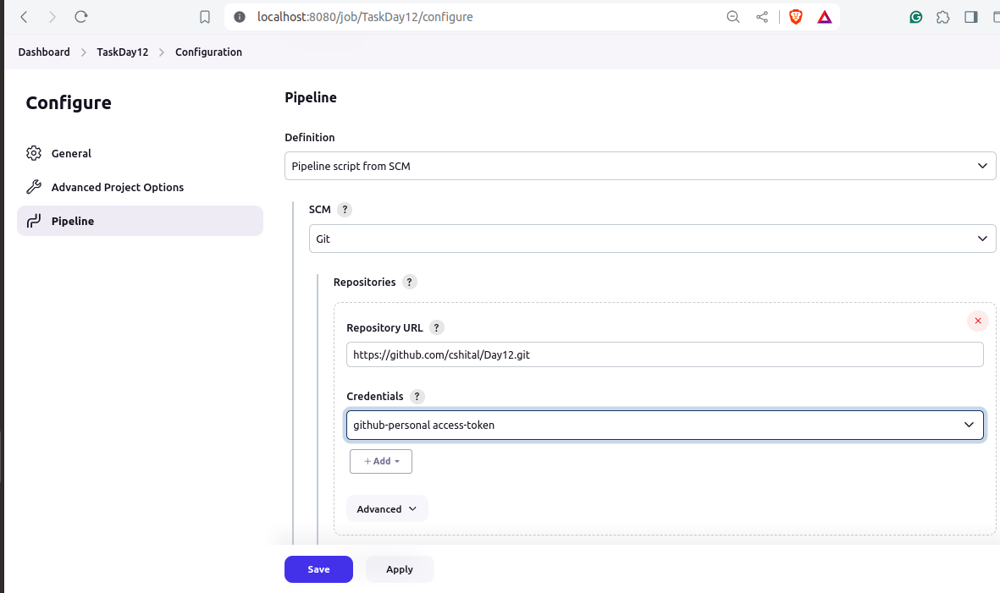 localhost:8080/job/TaskDay12/configure
Dashboard > TaskDay12 > Configuration
Configure
General
Advanced Project Options
Pipeline
Pipeline
Definition
Pipeline script from SCM
SCM ?
Git
Repositories ?
Repository URL ?
https://github.com/cshital/Day12.git
Credentials ?
github-personal access-token
+ Add
Advanced
Save Apply